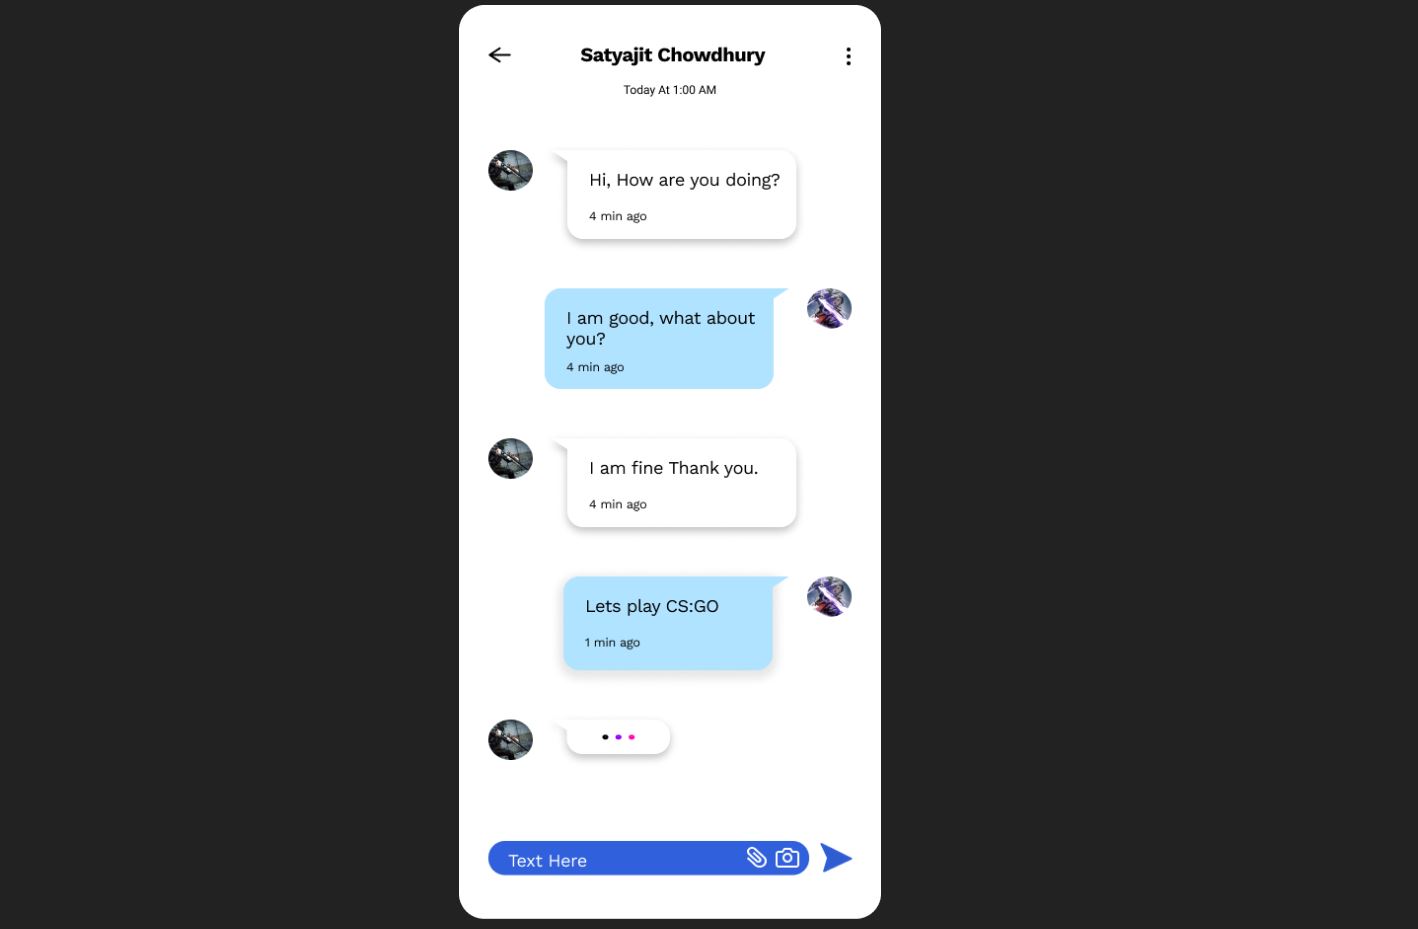 Satyajit Chowdhury
Today At 1:00 AM
Hi, How are you doing?
4 min ago
I am good, what about
you?
4 min ago
I am fine Thank you.
4 min ago
Lets play CS:GO
1 min ago
Text Here